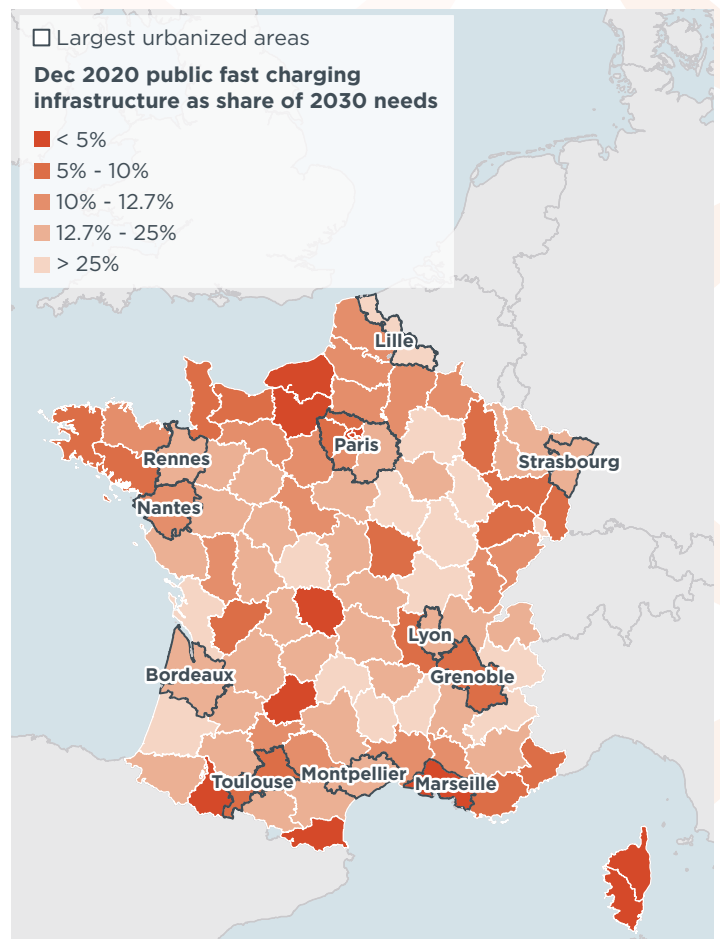 Largest urbanized areas
Dec 2020 public fast charging
infrastructure as share of 2030 needs
< 5%
5% - 10%
10% - 12.7%
12.7% - 25%
> 25%
Lille
Paris
Rennes
Strasbourg
Nantes
Lyon
Bordeaux
Grenoble
Toulouse
Montpellier
Marseille